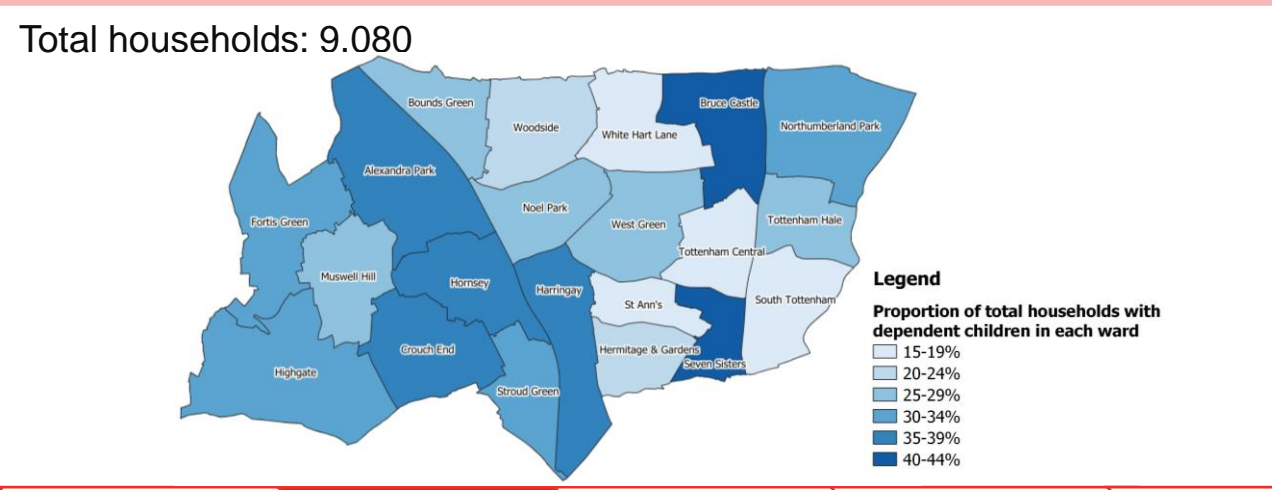 Total households: 9.080
Bounds Green
Bruce Castle
Woodside
White Hart Lane
Northumberland Park
Alexandra Park
Noel Park
Fortis Green
West Green
Tottenham Hale
Tottenham Central
Muswell Hill
Hornsey
Harringay
St Ann's
South Tottenham
Crouch End
Hermitage & Gardens
Seven Sisters
Highgate
Stroud Green
Legend
Proportion of total households with
dependent children in each ward
15-19%
20-24%
25-29%
30-34%
35-39%
40-44%